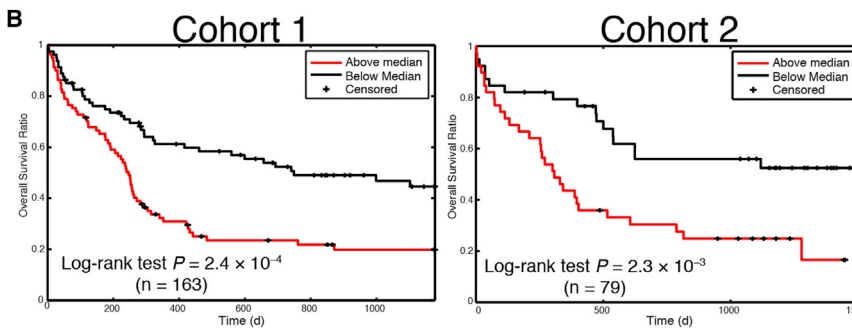 B
Cohort 1
Cohort 2
Above median
Below Median
Censored
Above median
Below Median
Censored
Overall Survival Ratio
1
0.8
0.6
0.4
0.2
0
Log-rank test P = 2.4 × 10⁻⁴
(n = 163)
0 200 400 600 800 1000
Time (d)
Overall Survival Ratio
1
0.8
0.6
0.4
0.2
0
Log-rank test P = 2.3 × 10⁻³
(n = 79)
0 500 1000
Time (d)